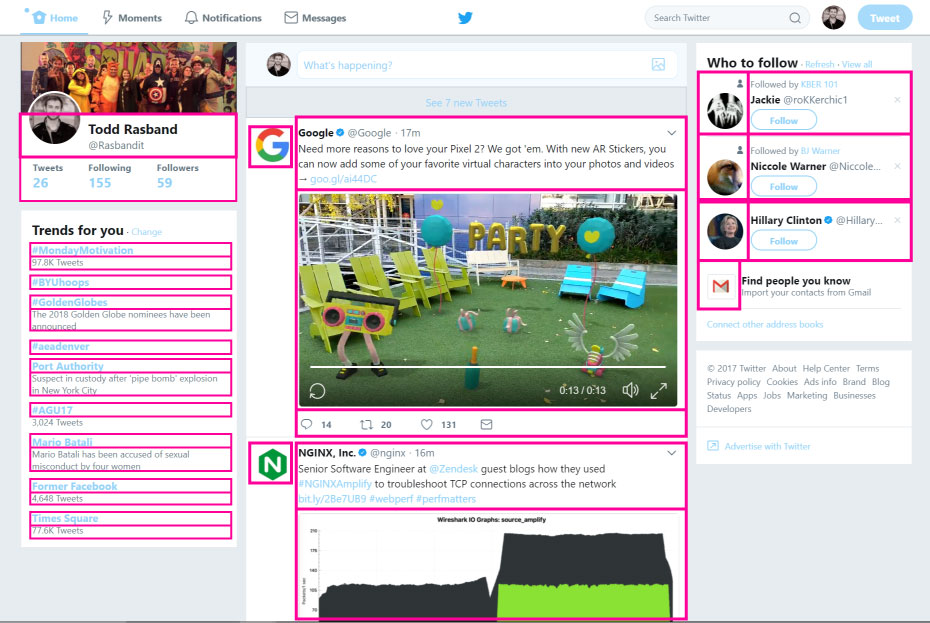 Home Moments Notifications Messages
Search Twitter
Tweet
Todd Rasband
@Rasbandit
Tweets Following Followers
26 155 59
Trends for you · Change
#MondayMotivation
97.8K Tweets
#BYUhoops
#GoldenGlobes
The 2018 Golden Globe nominees have been
announced
#aeadenver
Port Authority
Suspect in custody after 'pipe bomb' explosion
in New York City
#AGU17
3,024 Tweets
Mario Batali
Mario Batali has been accused of sexual
misconduct by four women
Former Facebook
4,648 Tweets
Times Square
77.6K Tweets
What's happening?
See 7 new Tweets
Google @Google · 17m
Need more reasons to love your Pixel 2? We got 'em. With new AR Stickers, you
can now add some of your favorite virtual characters into your photos and videos
→ goo.gl/ai44DC
PARTY
0:13 / 0:13
14 20 131
NGINX, Inc. @nginx · 16m
Senior Software Engineer at @Zendesk guest blogs how they used
#NGINXAmplify to troubleshoot TCP connections across the network
bit.ly/2Be7UB9 #webperf #perfmatters
Wireshark IO Graphs: source_amplify
210
175
140
105
70
Who to follow · Refresh · View all
Followed by KBER 101
Jackie @roKKerchic1
Follow
Followed by BJ Warner
Niccole Warner @Niccole...
Follow
Hillary Clinton @Hillary...
Follow
Find people you know
Import your contacts from Gmail
Connect other address books
© 2017 Twitter About Help Center Terms
Privacy policy Cookies Ads info Brand Blog
Status Apps Jobs Marketing Businesses
Developers
Advertise with Twitter